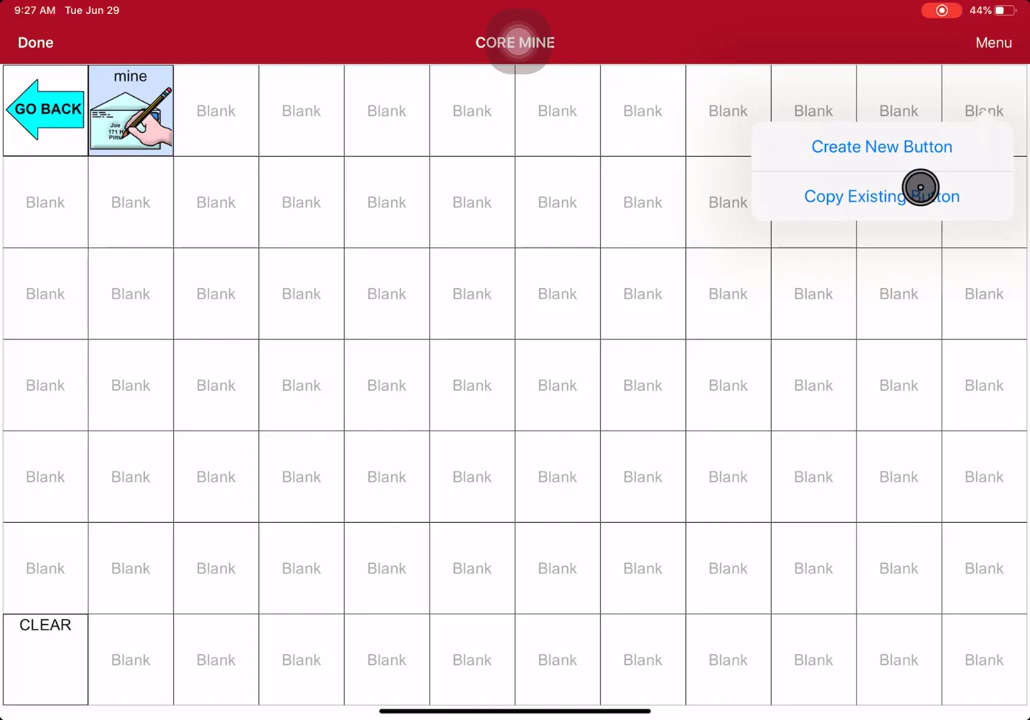 9:27 AM Tue Jun 29 44%
Done CORE MINE Menu
mine
GO BACK Blank Blank Blank Blank Blank Blank Blank Blank Blank Blank
Joe
171
Create New Button
Copy Existing Button
Blank Blank Blank Blank Blank Blank Blank Blank Blank
Blank Blank Blank Blank Blank Blank Blank Blank Blank Blank Blank Blank
Blank Blank Blank Blank Blank Blank Blank Blank Blank Blank Blank Blank
Blank Blank Blank Blank Blank Blank Blank Blank Blank Blank Blank Blank
Blank Blank Blank Blank Blank Blank Blank Blank Blank Blank Blank Blank
CLEAR
Blank Blank Blank Blank Blank Blank Blank Blank Blank Blank Blank